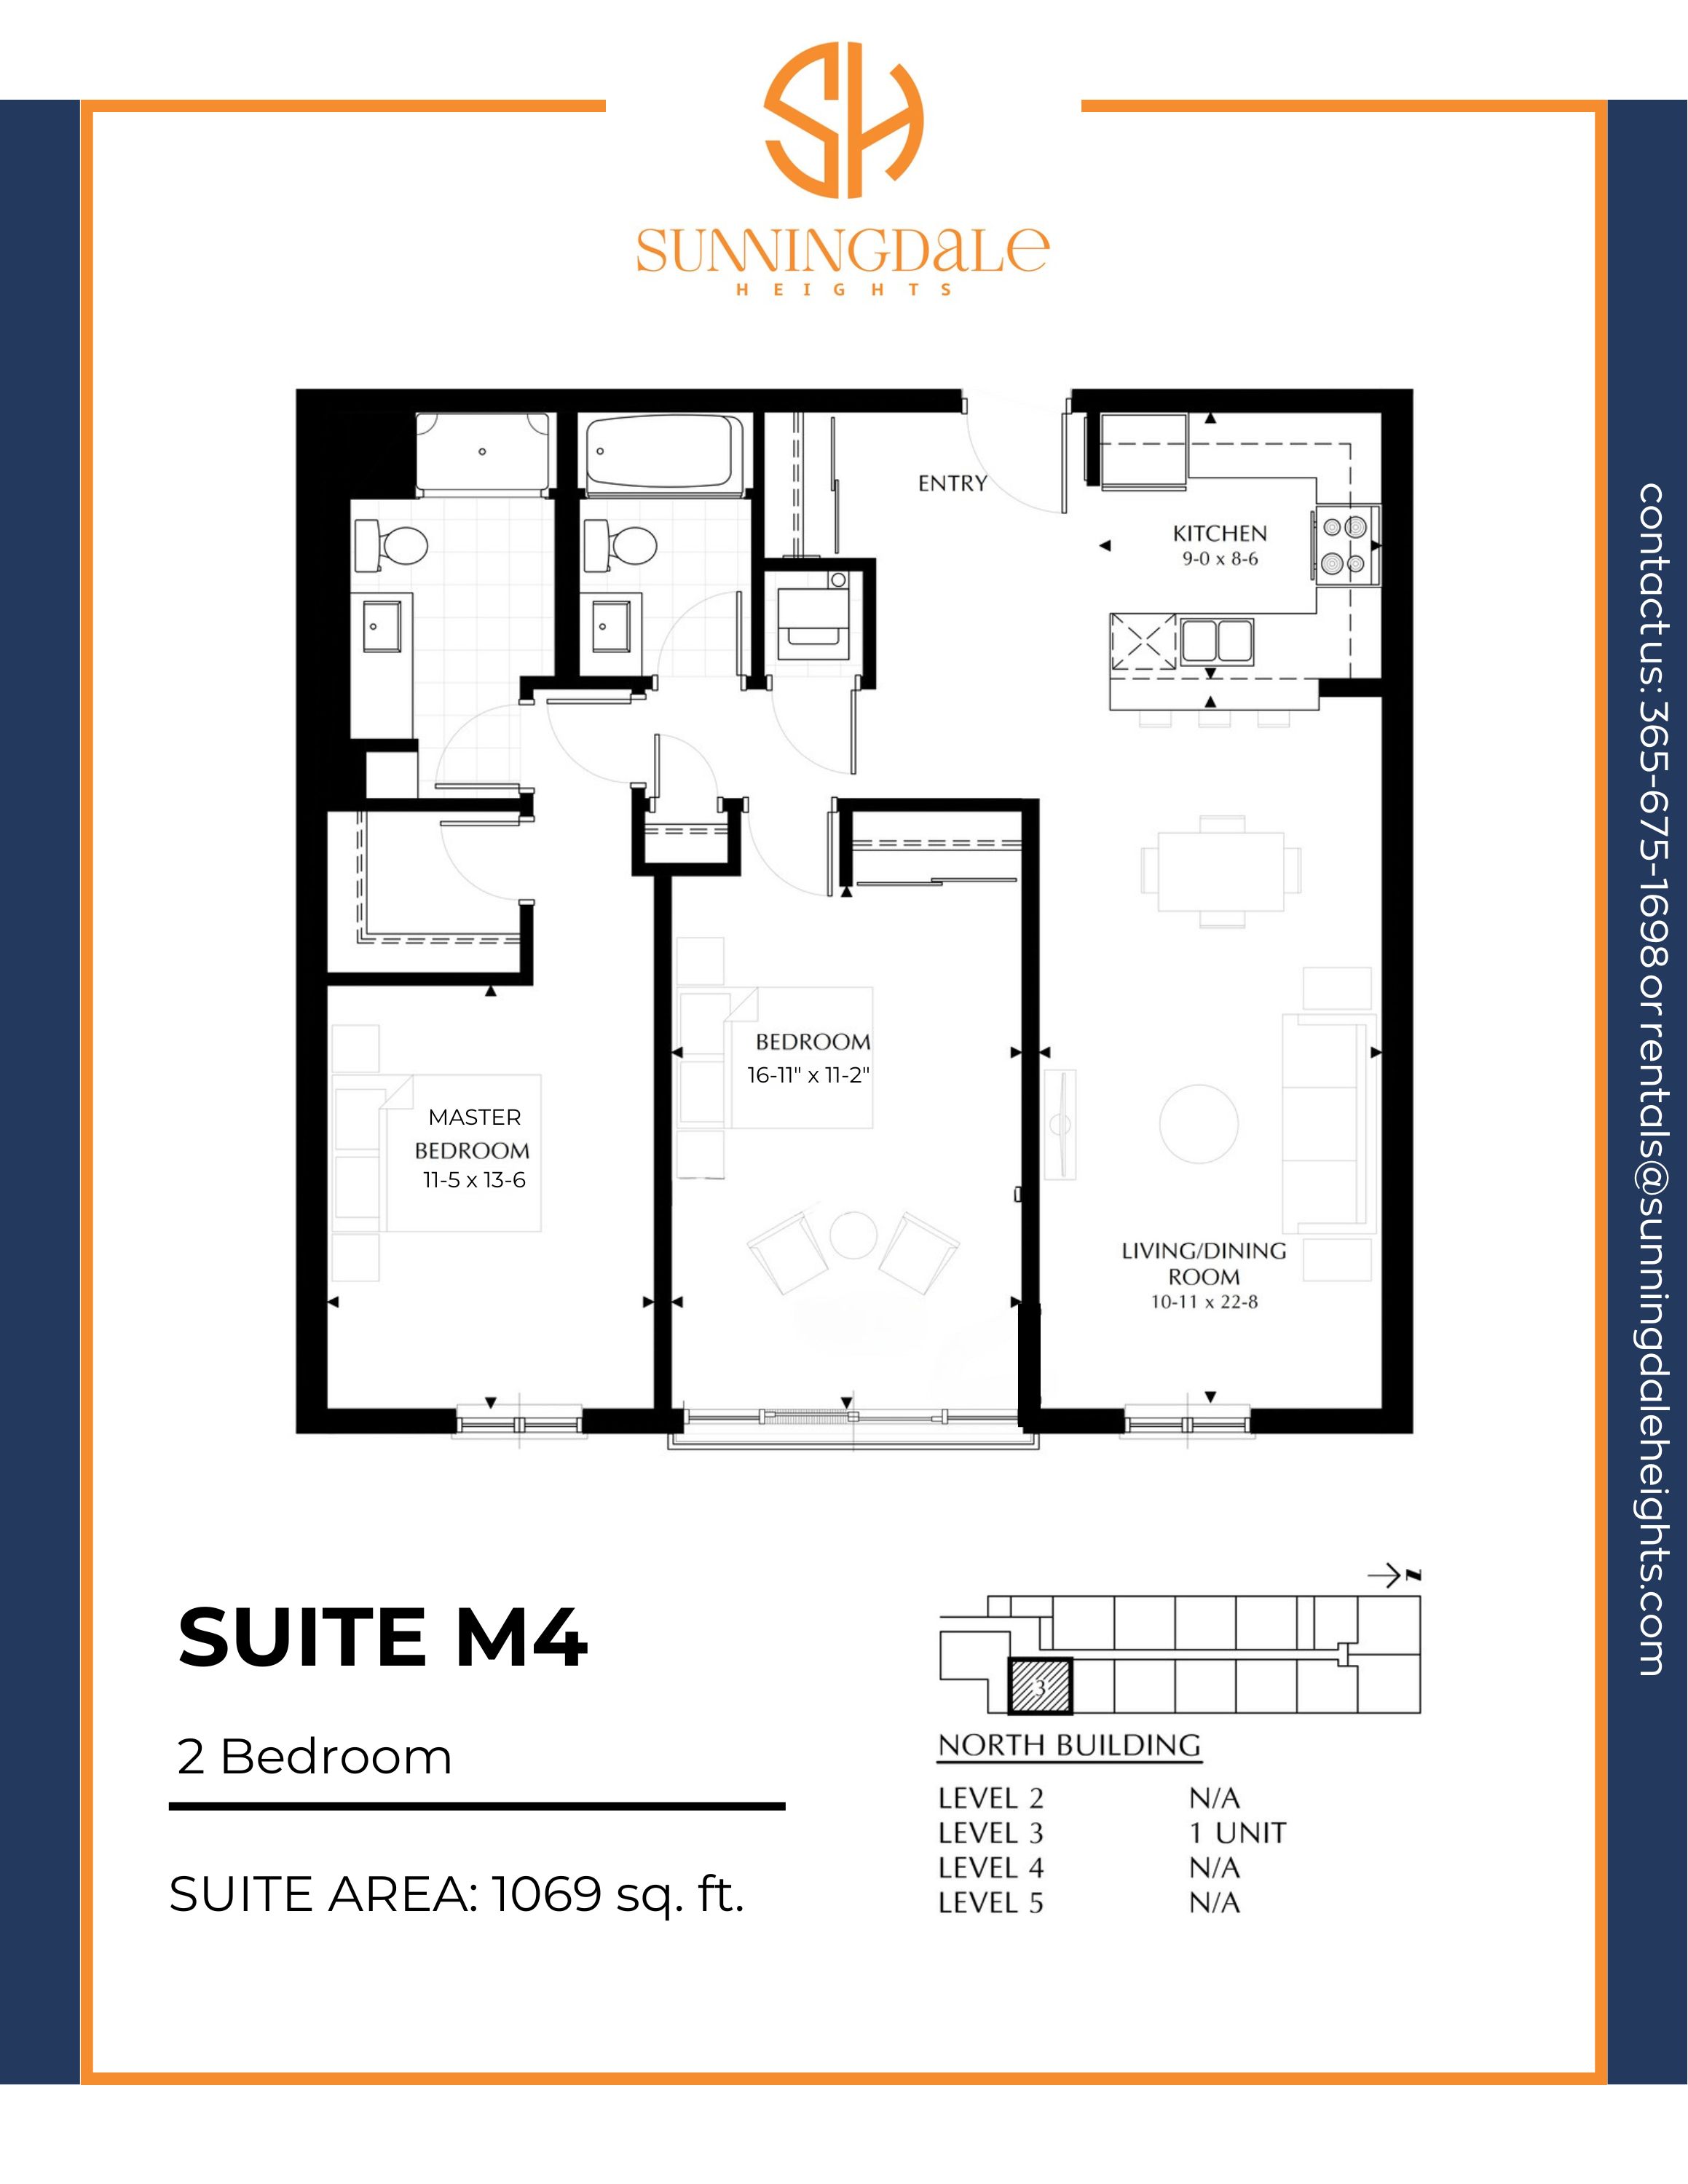 SUNNINGDaLe
HEIGHTS
ENTRY
KITCHEN
9-0 x 8-6
BEDROOM
16-11" x 11-2"
MASTER
BEDROOM
11-5 x 13-6
LIVING/DINING
ROOM
10-11 x 22-8
contact us: 365-675-1698 or rentals@sunningdaleheights.com
SUITE M4
2 Bedroom
SUITE AREA: 1069 sq. ft.
N
3
NORTH BUILDING
LEVEL 2 N/A
LEVEL 3 1 UNIT
LEVEL 4 N/A
LEVEL 5 N/A